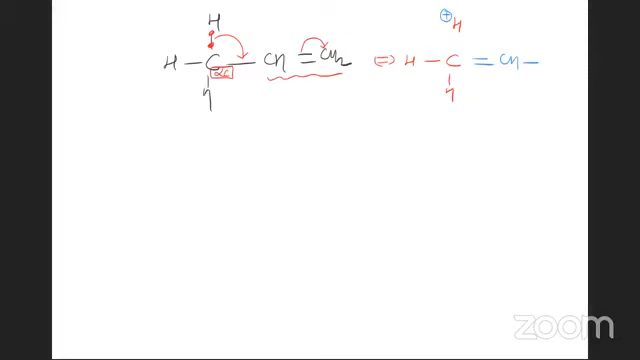 H ⊕ H
H — C — CH = CH₂ ⇔ H — C = CH —
αC
H H
zoom